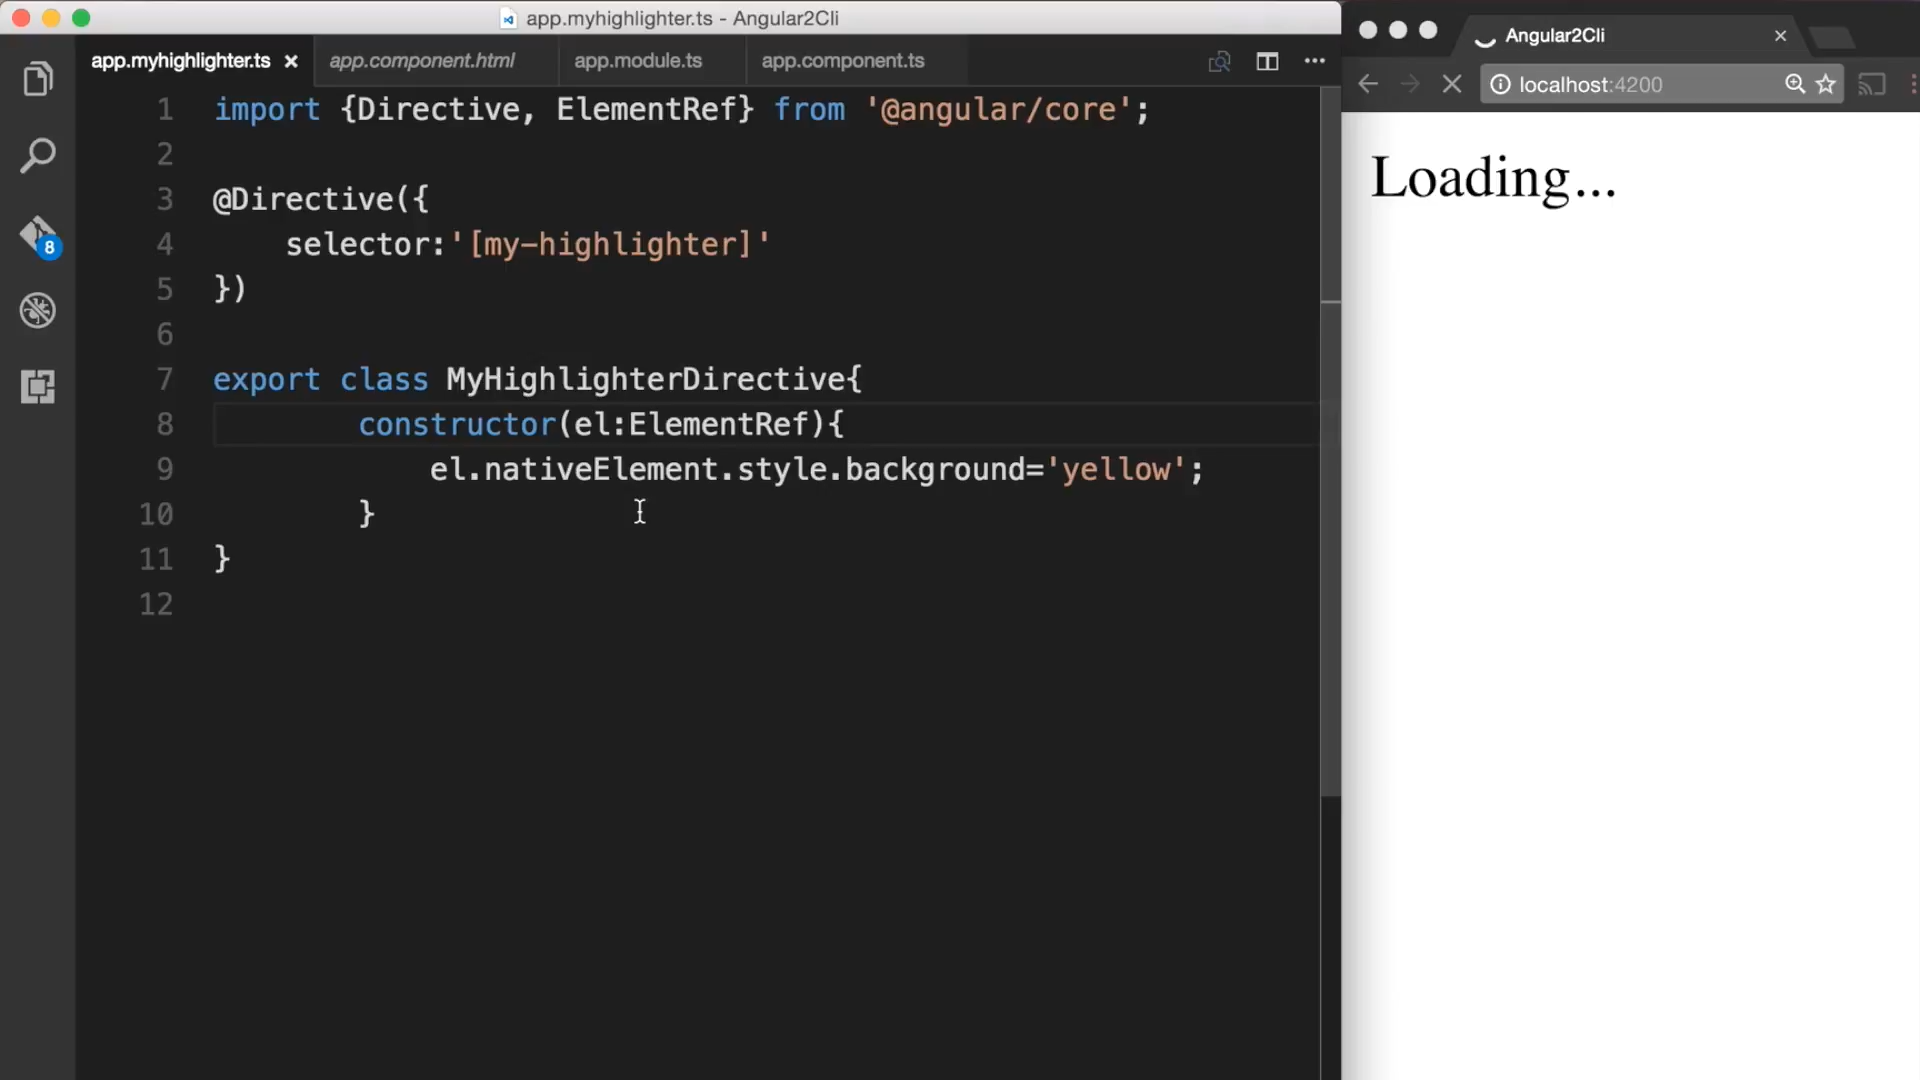 app.myhighlighter.ts - Angular2Cli
app.myhighlighter.ts app.component.html app.module.ts app.component.ts
8
1 import {Directive, ElementRef} from '@angular/core';
2
3 @Directive({
4 selector:'[my-highlighter]'
5 })
6
7 export class MyHighlighterDirective{
8 constructor(el:ElementRef){
9 el.nativeElement.style.background='yellow';
10 }
11 }
12
Angular2Cli
localhost:4200
Loading...